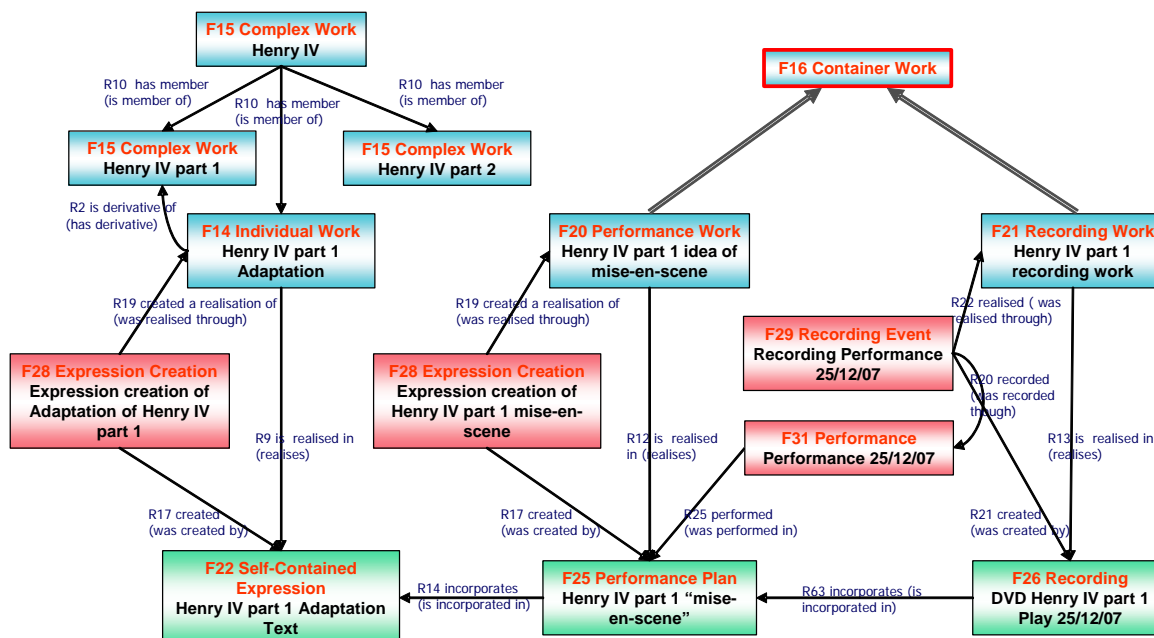 F15 Complex Work
Henry IV
F16 Container Work
R10  has member
(is member of)
R10  has member
(is member of)
R10  has member
(is member of)
F15 Complex Work
Henry IV part 1
F15 Complex Work
Henry IV part 2
R2 is derivative of
(has derivative)
F14 Individual Work
Henry IV part 1
Adaptation
F20 Performance Work
Henry IV part 1 idea of
mise-en-scene
F21 Recording Work
Henry IV part 1
recording work
R19 created a realisation of
(was realised through)
R19 created a realisation of
(was realised through)
R22 realised ( was
realised through)
F29 Recording Event
Recording Performance
25/12/07
F28 Expression Creation
Expression creation of
Adaptation of Henry IV
part 1
F28 Expression Creation
Expression creation of
Henry IV part 1 mise-en-
scene
R20 recorded
(was recorded
though)
R9 is realised in
(realises)
R12 is  realised
in (realises)
F31 Performance
Performance 25/12/07
R13 is realised in
(realises)
R17 created
(was created by)
R17 created
(was created by)
R25 performed
(was performed in)
R21 created
(was created by)
F22 Self-Contained
Expression
Henry IV part 1 Adaptation
Text
R14 incorporates
(is incorporated in)
F25 Performance Plan
Henry IV part 1 “mise-
en-scene”
R63 incorporates (is
incorporated in)
F26 Recording
DVD Henry IV part 1
Play 25/12/07